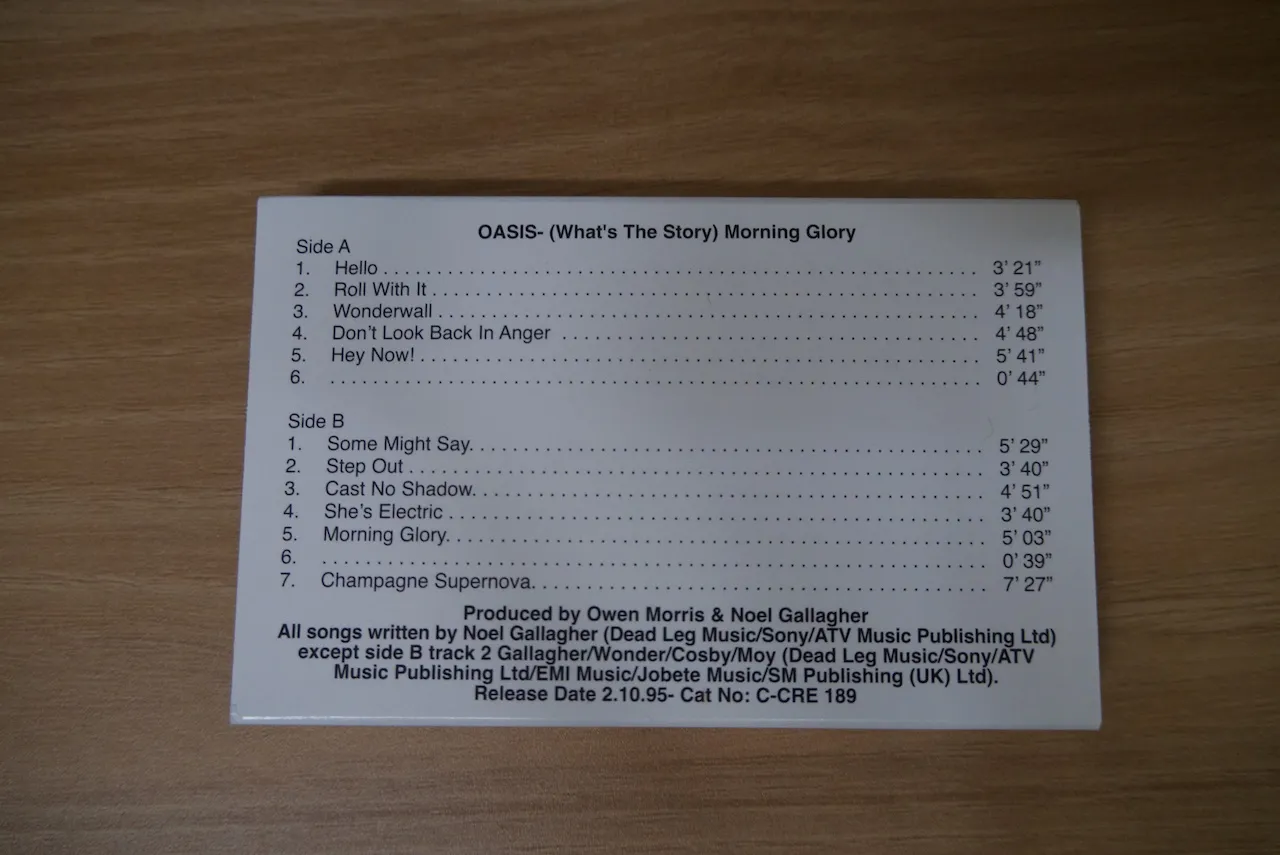 OASIS- (What's The Story) Morning Glory
Side A
1. Hello . . . . . . . . . . . . . . . . . . . . . . . . . . . . . . . . . . . . . . . . . . . . . . . . . . . . . . . . 3’ 21”
2. Roll With It . . . . . . . . . . . . . . . . . . . . . . . . . . . . . . . . . . . . . . . . . . . . . . . . . . . . 3’ 59”
3. Wonderwall . . . . . . . . . . . . . . . . . . . . . . . . . . . . . . . . . . . . . . . . . . . . . . . . . . . 4’ 18”
4. Don’t Look Back In Anger . . . . . . . . . . . . . . . . . . . . . . . . . . . . . . . . . . . . . . . . 4’ 48”
5. Hey Now! . . . . . . . . . . . . . . . . . . . . . . . . . . . . . . . . . . . . . . . . . . . . . . . . . . . . . 5’ 41”
6. . . . . . . . . . . . . . . . . . . . . . . . . . . . . . . . . . . . . . . . . . . . . . . . . . . . . . . . . . . . . . 0’ 44”
Side B
1. Some Might Say. . . . . . . . . . . . . . . . . . . . . . . . . . . . . . . . . . . . . . . . . . . . . . . . . 5’ 29”
2. Step Out . . . . . . . . . . . . . . . . . . . . . . . . . . . . . . . . . . . . . . . . . . . . . . . . . . . . . . 3’ 40”
3. Cast No Shadow. . . . . . . . . . . . . . . . . . . . . . . . . . . . . . . . . . . . . . . . . . . . . . . . . 4’ 51”
4. She’s Electric . . . . . . . . . . . . . . . . . . . . . . . . . . . . . . . . . . . . . . . . . . . . . . . . . . . 3’ 40”
5. Morning Glory. . . . . . . . . . . . . . . . . . . . . . . . . . . . . . . . . . . . . . . . . . . . . . . . . . . 5’ 03”
6. . . . . . . . . . . . . . . . . . . . . . . . . . . . . . . . . . . . . . . . . . . . . . . . . . . . . . . . . . . . . . . 0’ 39”
7. Champagne Supernova. . . . . . . . . . . . . . . . . . . . . . . . . . . . . . . . . . . . . . . . . . . 7’ 27”
Produced by Owen Morris & Noel Gallagher
All songs written by Noel Gallagher (Dead Leg Music/Sony/ATV Music Publishing Ltd)
except side B track 2 Gallagher/Wonder/Cosby/Moy (Dead Leg Music/Sony/ATV
Music Publishing Ltd/EMI Music/Jobete Music/SM Publishing (UK) Ltd).
Release Date 2.10.95- Cat No: C-CRE 189